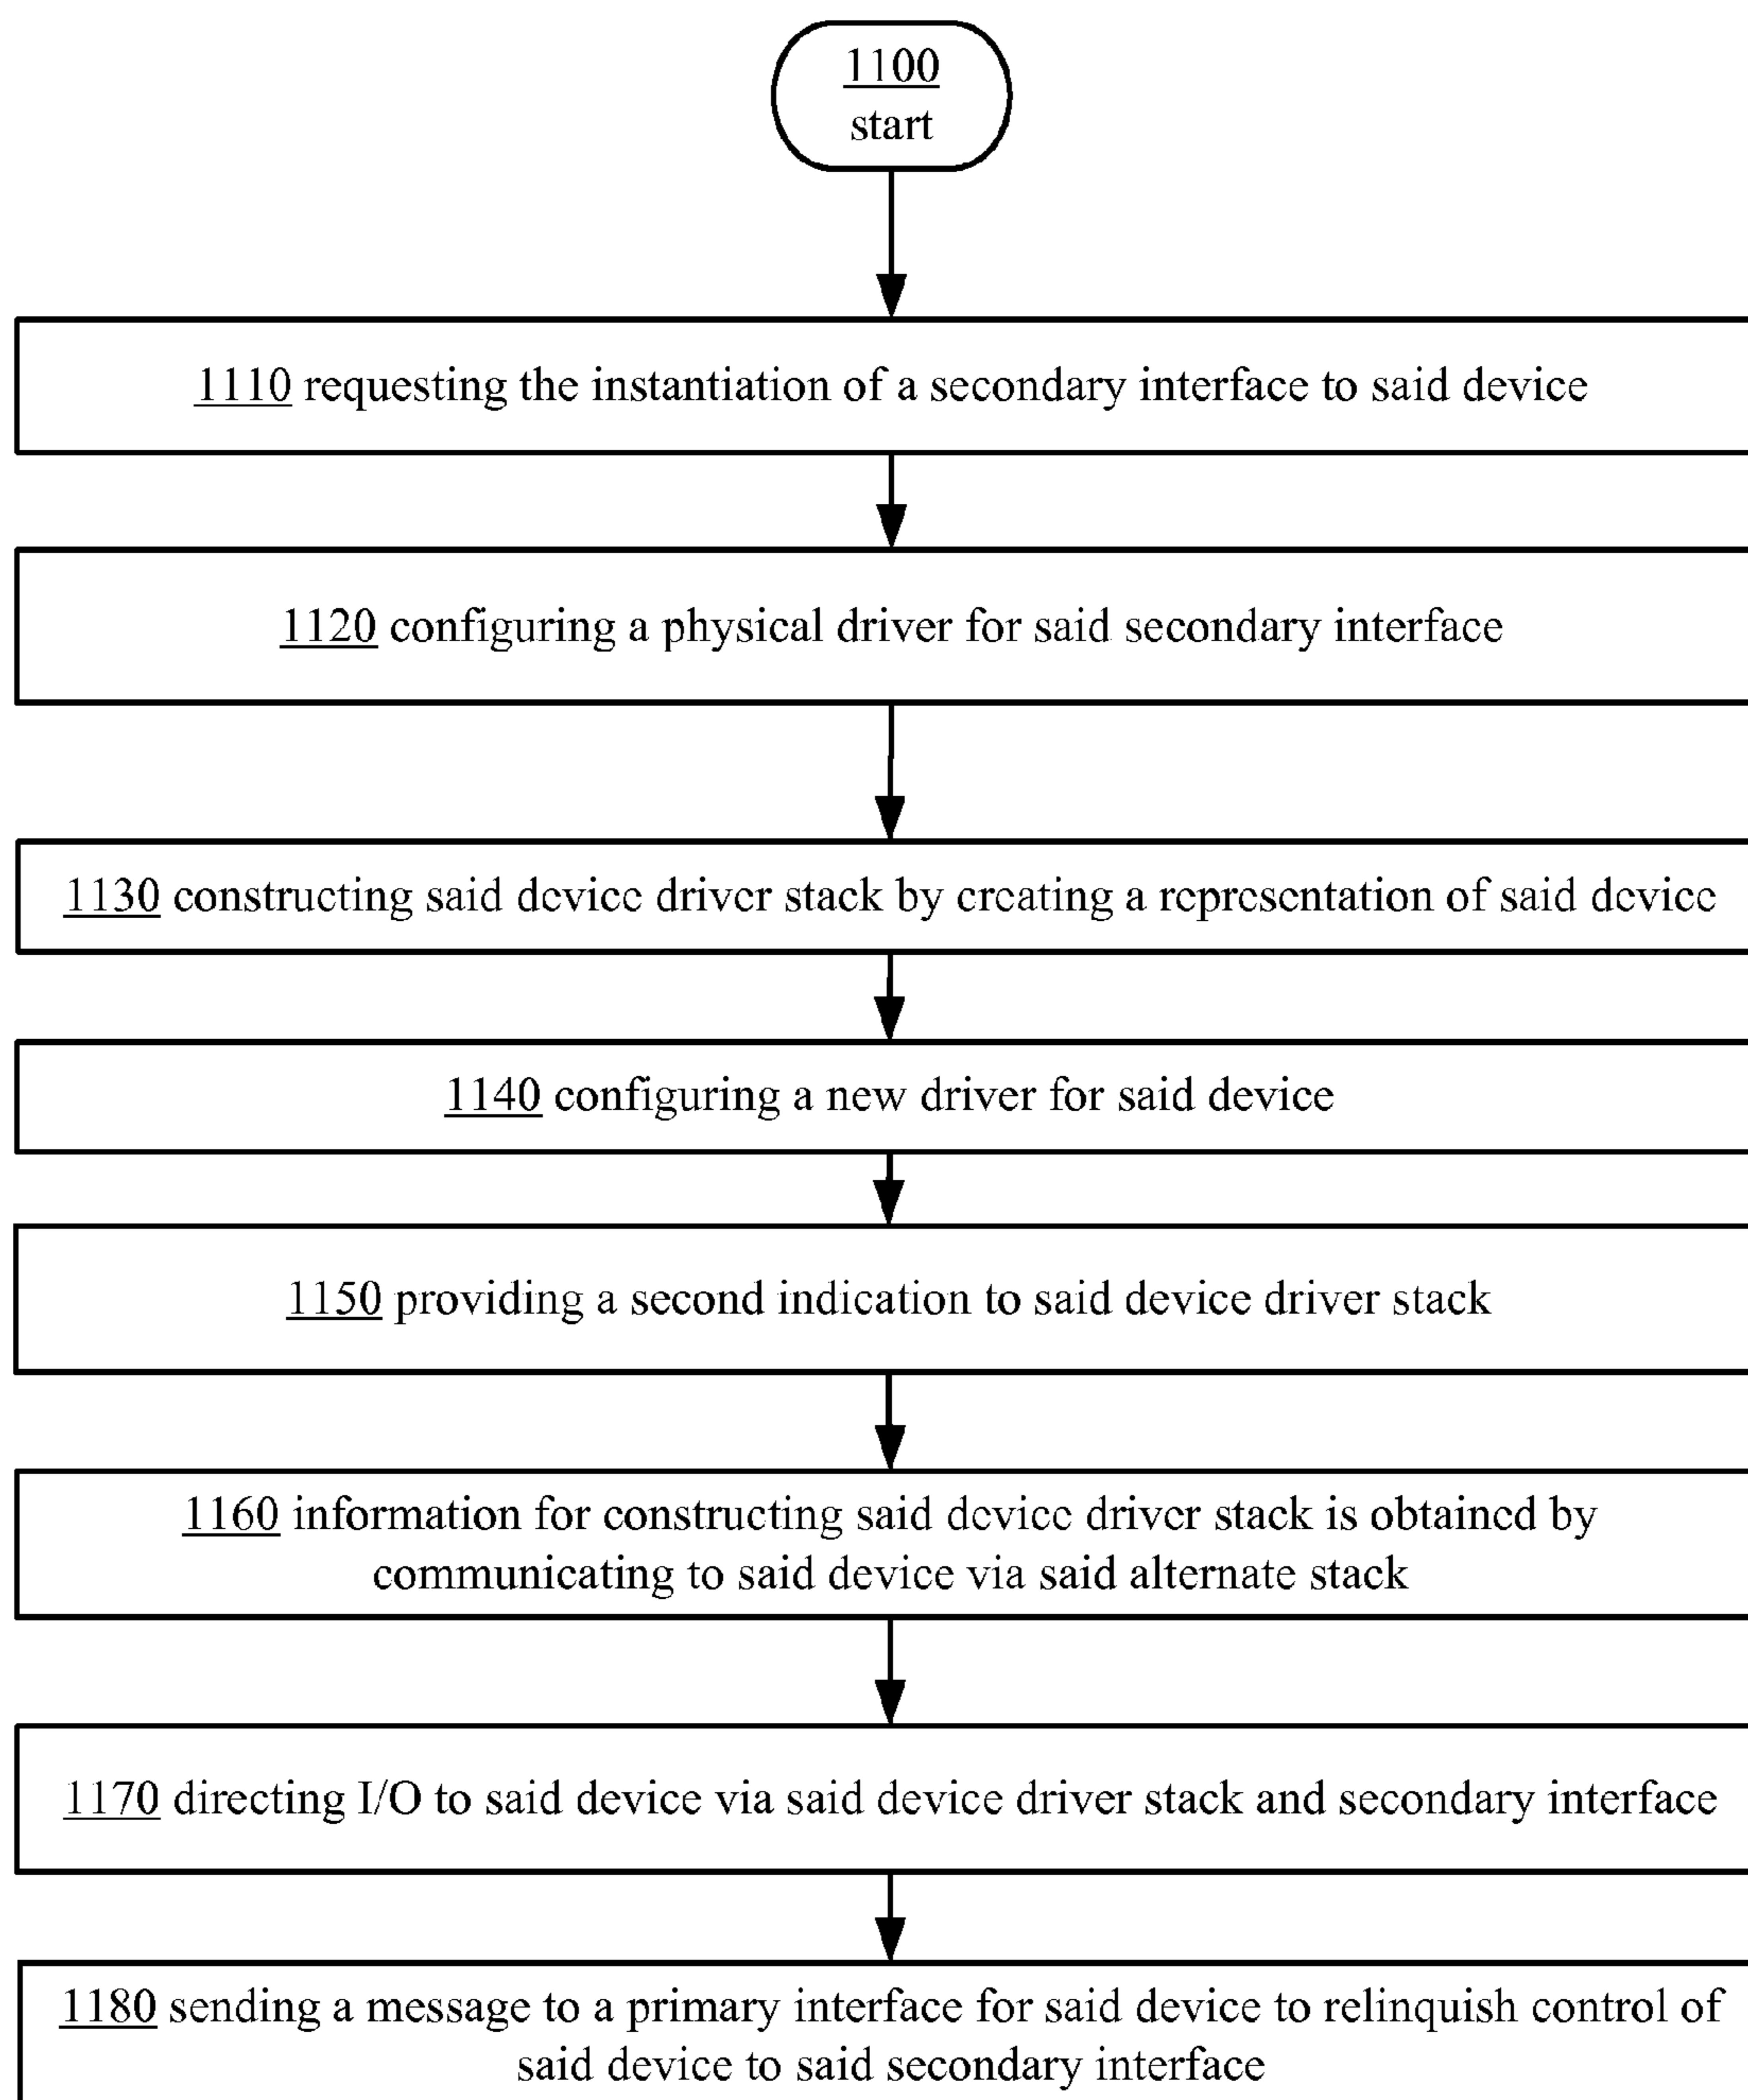 1100
start
1110 requesting the instantiation of a secondary interface to said device
1120 configuring a physical driver for said secondary interface
1130 constructing said device driver stack by creating a representation of said device
1140 configuring a new driver for said device
1150 providing a second indication to said device driver stack
1160 information for constructing said device driver stack is obtained by
communicating to said device via said alternate stack
1170 directing I/O to said device via said device driver stack and secondary interface
1180 sending a message to a primary interface for said device to relinquish control of
said device to said secondary interface